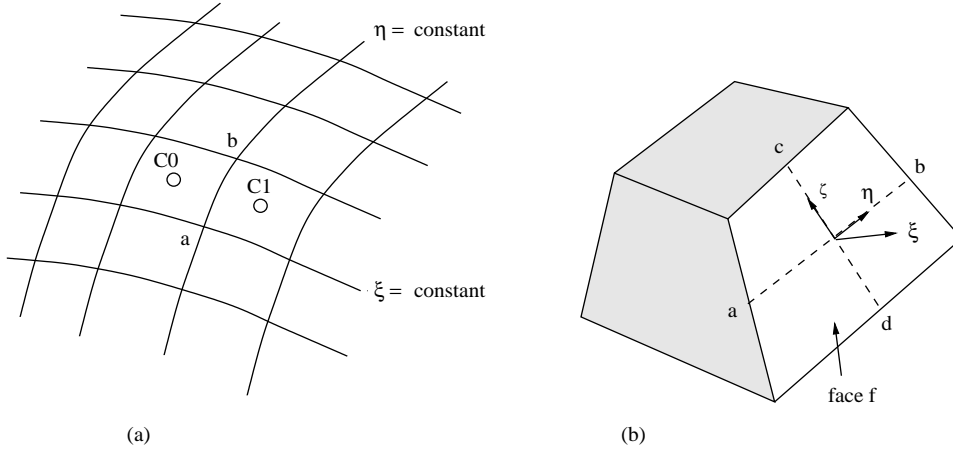 η = constant
b
C0
C1
a
ξ = constant
(a)
c
b
ζ
η
ξ
a
d
face f
(b)